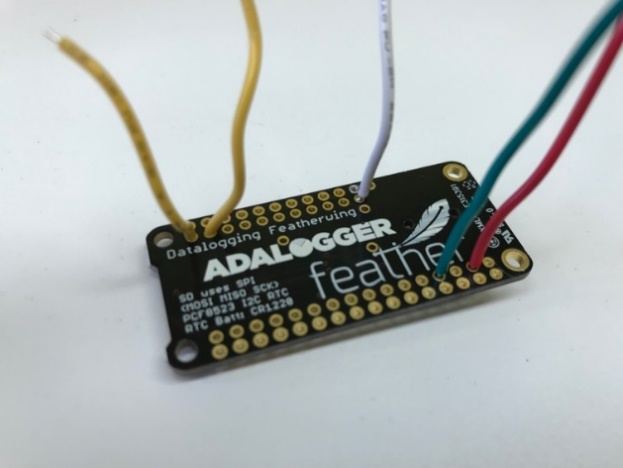 Datalogging Featherwing
ADALOGGER
feather
SD uses SPI
(MOSI MISO SCK)
PCF8523 I2C RTC
RTC Batt: CR1220